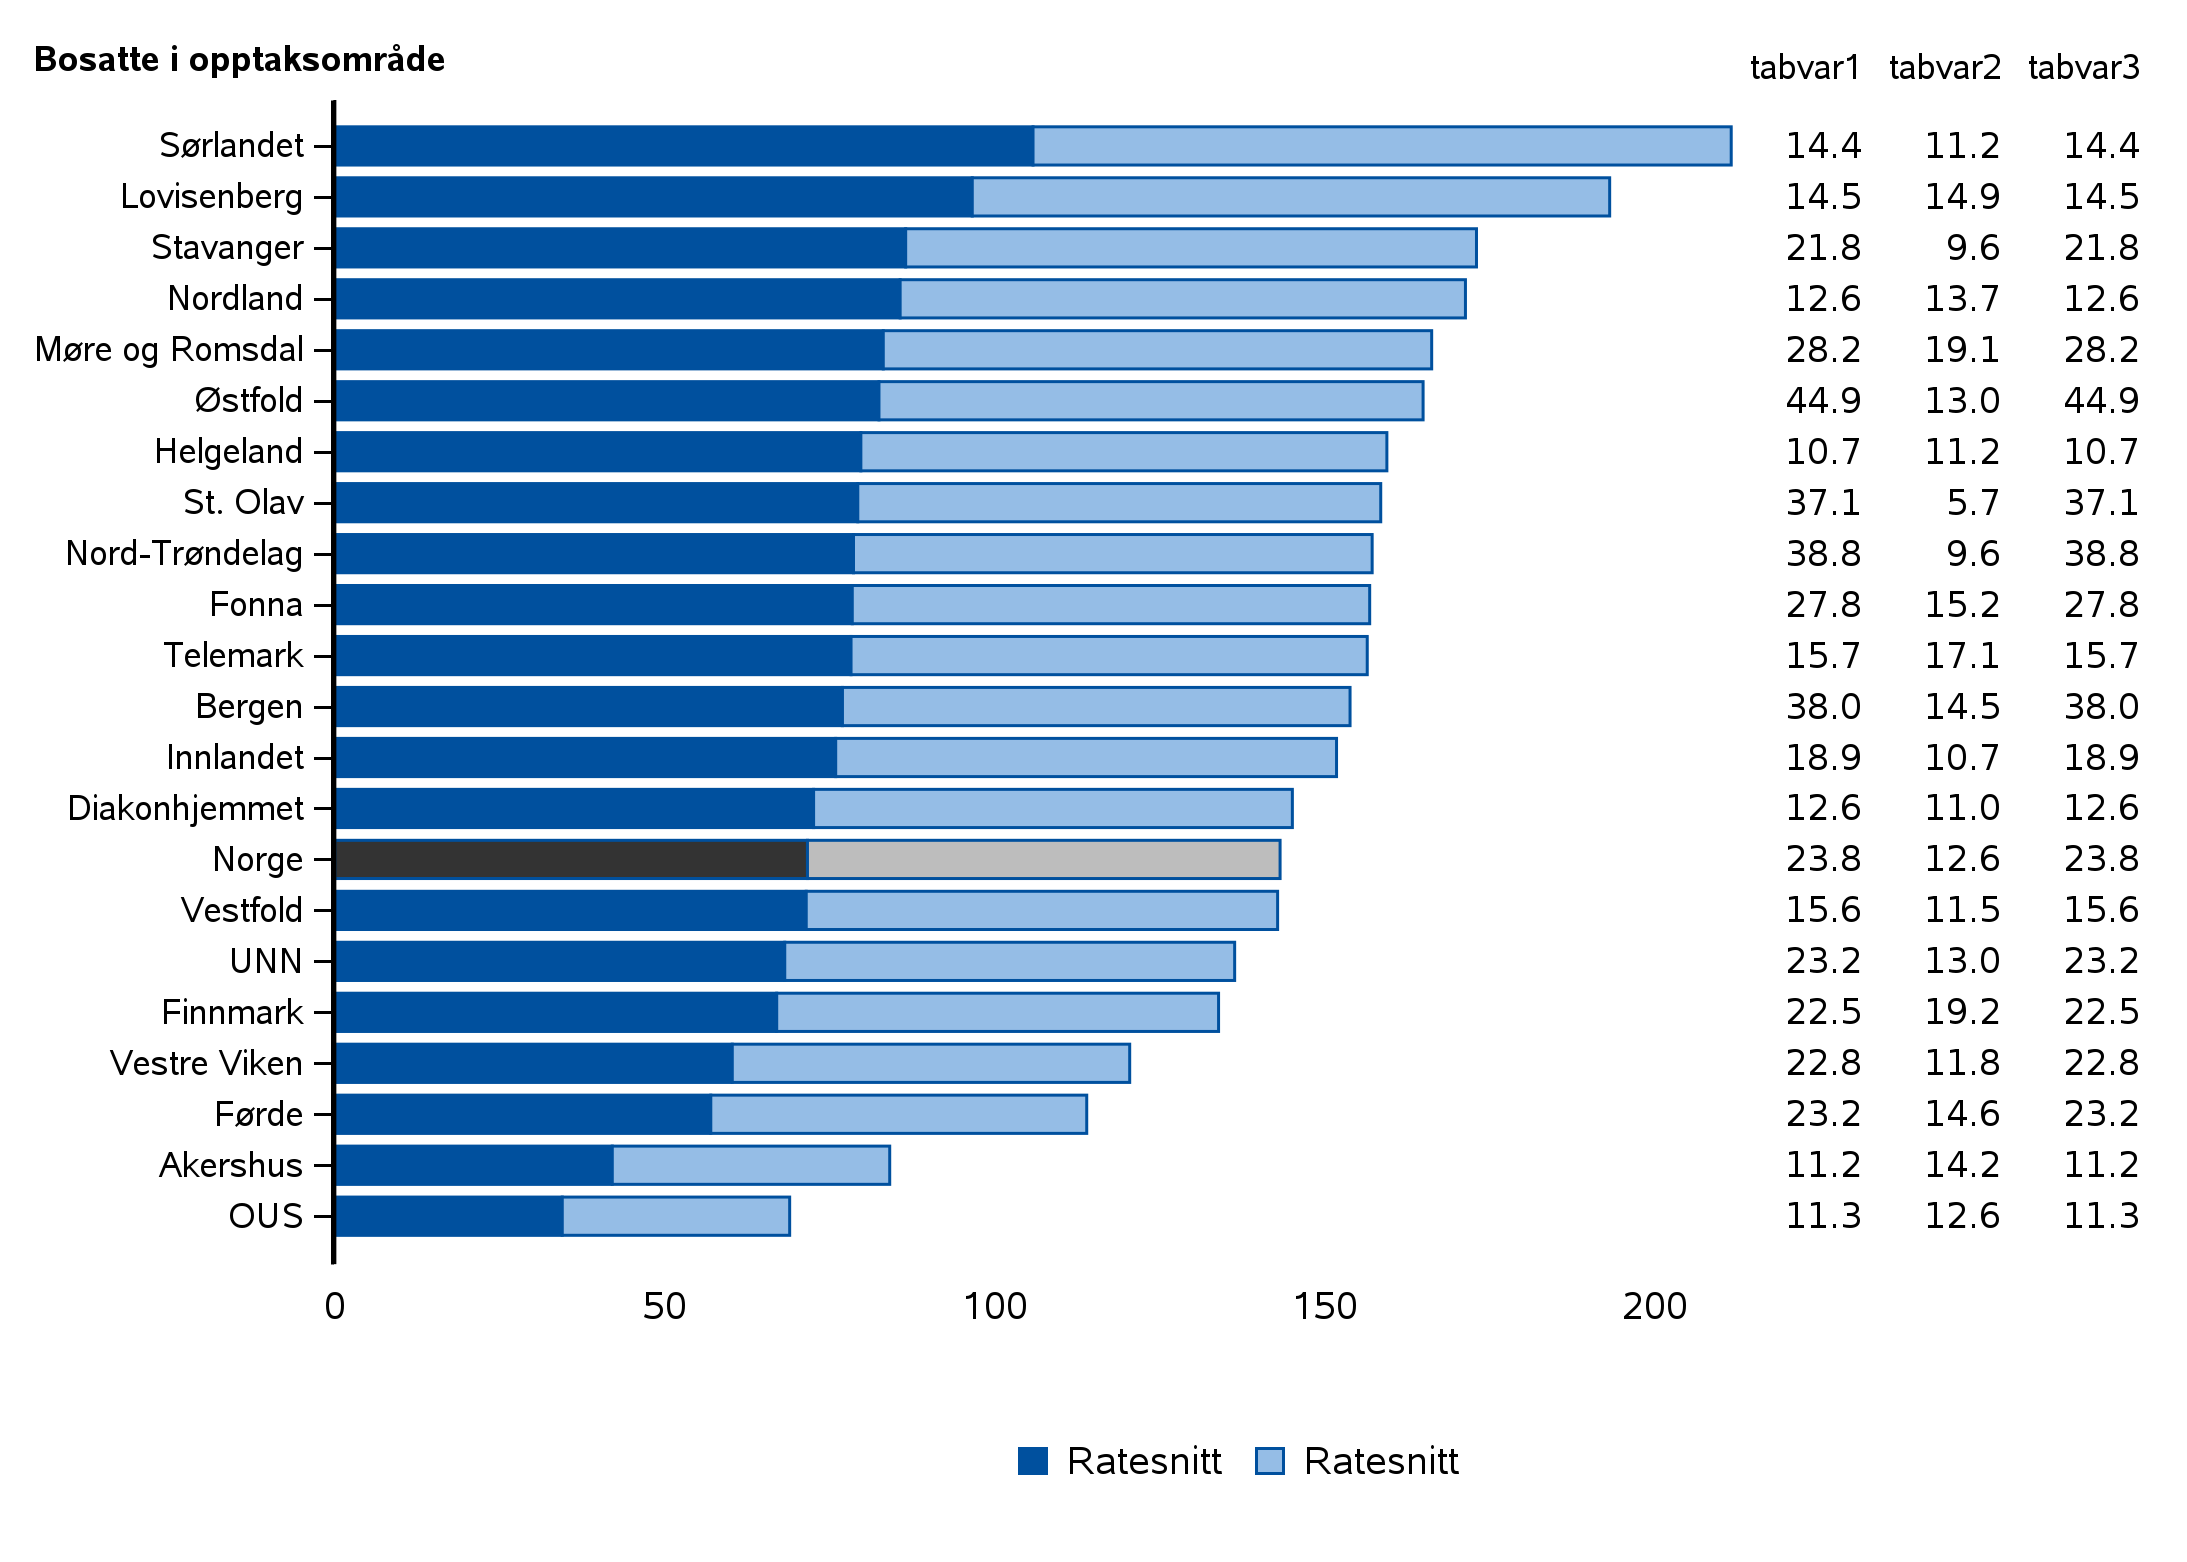 Bosatte i opptaksområde tabvar1 tabvar2 tabvar3
Sørlandet 14.4 11.2 14.4
Lovisenberg 14.5 14.9 14.5
Stavanger 21.8 9.6 21.8
Nordland 12.6 13.7 12.6
Møre og Romsdal 28.2 19.1 28.2
Østfold 44.9 13.0 44.9
Helgeland 10.7 11.2 10.7
St. Olav 37.1 5.7 37.1
Nord-Trøndelag 38.8 9.6 38.8
Fonna 27.8 15.2 27.8
Telemark 15.7 17.1 15.7
Bergen 38.0 14.5 38.0
Innlandet 18.9 10.7 18.9
Diakonhjemmet 12.6 11.0 12.6
Norge 23.8 12.6 23.8
Vestfold 15.6 11.5 15.6
UNN 23.2 13.0 23.2
Finnmark 22.5 19.2 22.5
Vestre Viken 22.8 11.8 22.8
Førde 23.2 14.6 23.2
Akershus 11.2 14.2 11.2
OUS 11.3 12.6 11.3
0 50 100 150 200
Ratesnitt Ratesnitt